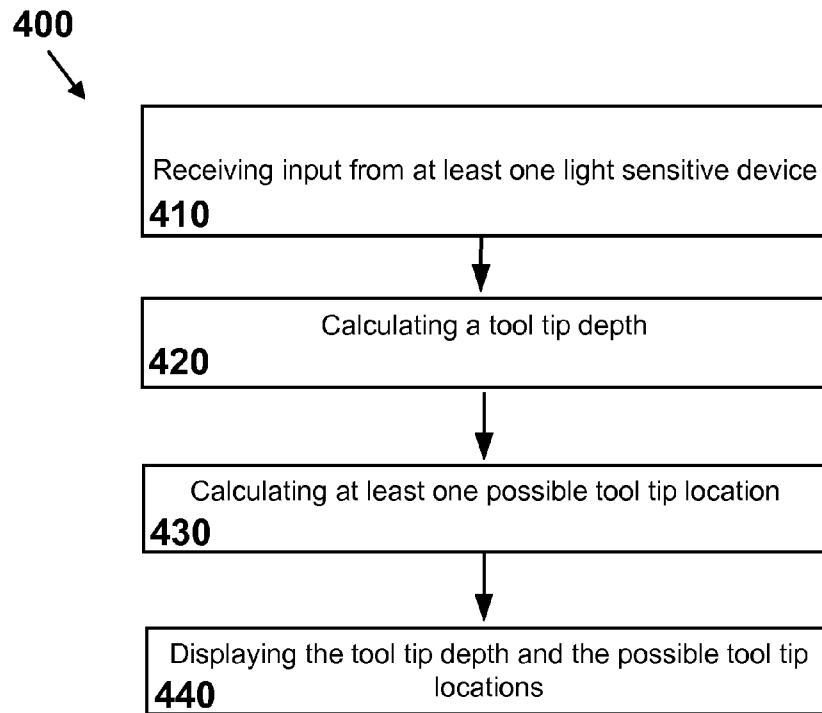 400
Receiving input from at least one light sensitive device
410
Calculating a tool tip depth
420
Calculating at least one possible tool tip location
430
Displaying the tool tip depth and the possible tool tip
locations
440